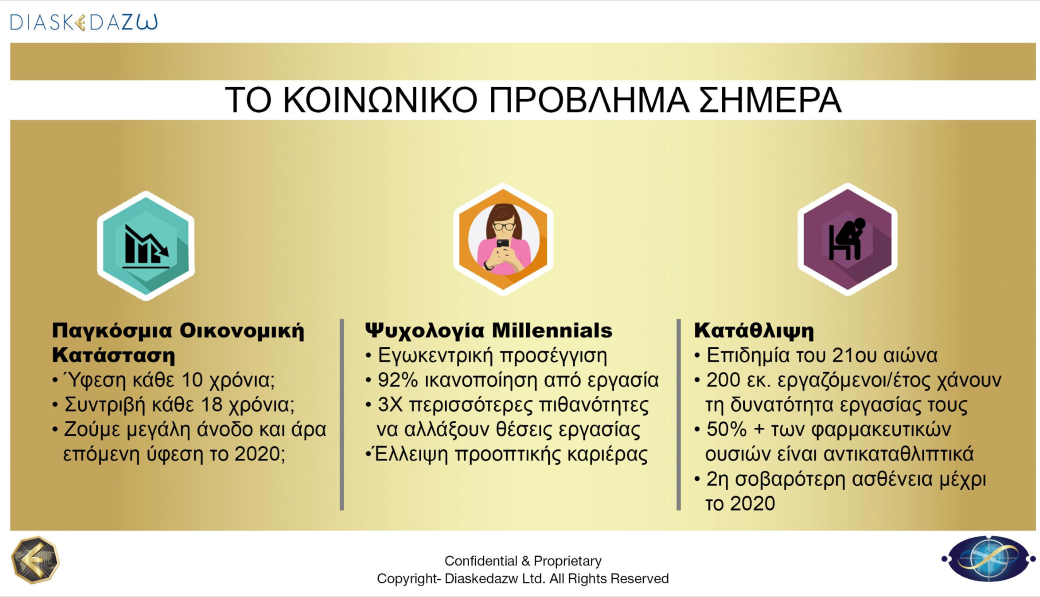 DIASKEDAZW
ΤΟ ΚΟΙΝΩΝΙΚΟ ΠΡΟΒΛΗΜΑ ΣΗΜΕΡΑ
Παγκόσμια Οικονομική
Κατάσταση
• Ύφεση κάθε 10 χρόνια;
• Συντριβή κάθε 18 χρόνια;
• Ζούμε μεγάλη άνοδο και άρα
επόμενη ύφεση το 2020;
Ψυχολογία Millennials
• Εγωκεντρική προσέγγιση
• 92% ικανοποίηση από εργασία
• 3X περισσότερες πιθανότητες
να αλλάξουν θέσεις εργασίας
•Έλλειψη προοπτικής καριέρας
Κατάθλιψη
• Επιδημία του 21ου αιώνα
• 200 εκ. εργαζόμενοι/έτος χάνουν
τη δυνατότητα εργασίας τους
• 50% + των φαρμακευτικών
ουσιών είναι αντικαταθλιπτικά
• 2η σοβαρότερη ασθένεια μέχρι
το 2020
Confidential & Proprietary
Copyright- Diaskedazw Ltd. All Rights Reserved